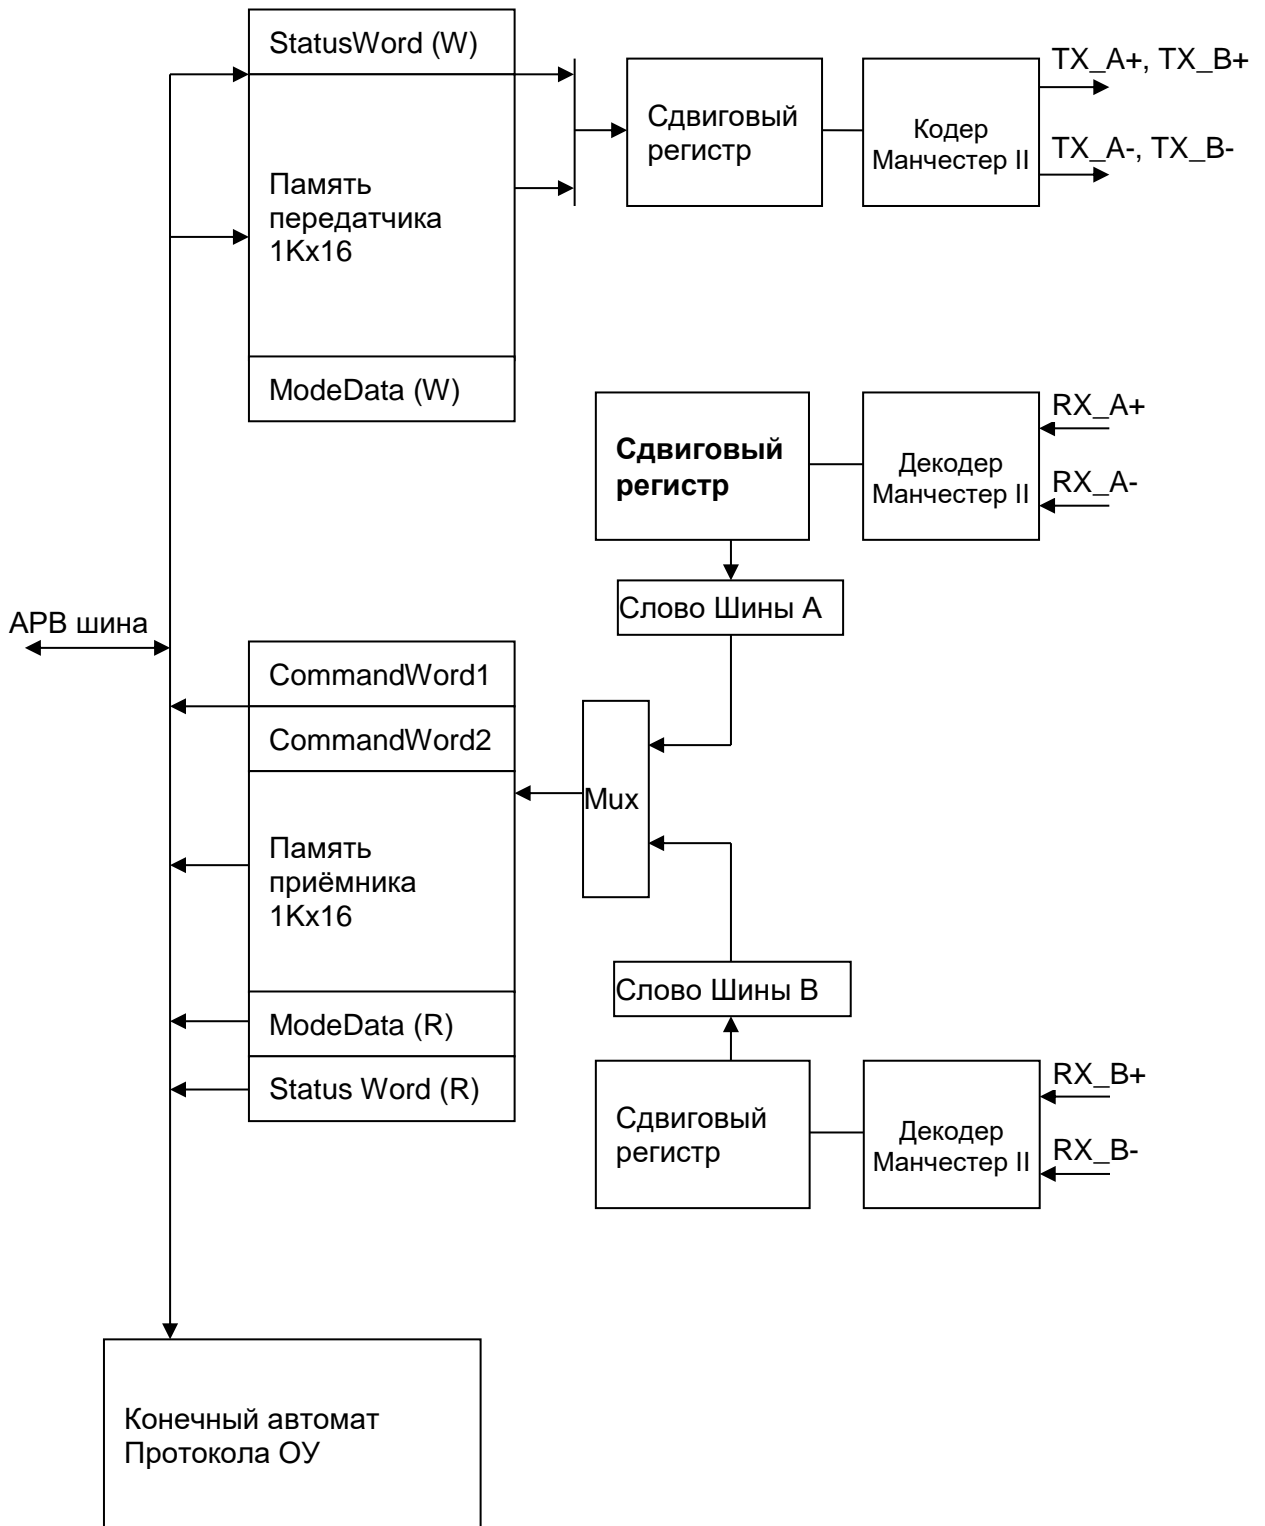 StatusWord (W)
Память
передатчика
1Kx16
ModeData (W)
Сдвиговый
регистр
Кодер
Манчестер II
TX_A+, TX_B+
TX_A-, TX_B-
Сдвиговый
регистр
Декодер
Манчестер II
RX_A+
RX_A-
Слово Шины А
APB шина
CommandWord1
CommandWord2
Память
приёмника
1Kx16
ModeData (R)
Status Word (R)
Mux
Слово Шины В
Сдвиговый
регистр
Декодер
Манчестер II
RX_B+
RX_B-
Конечный автомат
Протокола ОУ